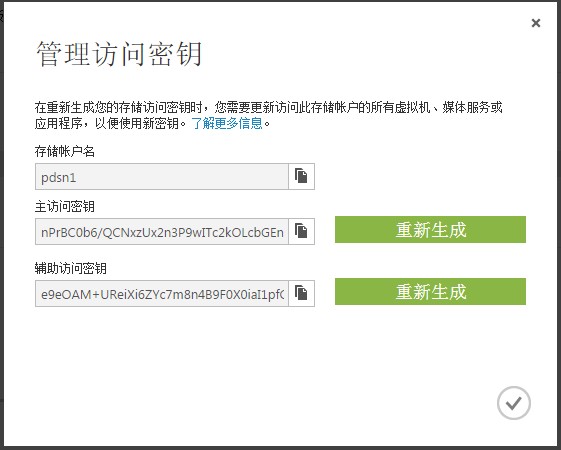 管理访问密钥
在重新生成您的存储访问密钥时，您需要更新访问此存储帐户的所有虚拟机、媒体服务或
应用程序，以便使用新密钥。了解更多信息。
存储帐户名
pdsn1
主访问密钥
nPrBC0b6/QCNxzUx2n3P9wITc2kOLcbGEn
重新生成
辅助访问密钥
e9eOAM+UReiXi6ZYc7m8n4B9F0X0iaI1pf(
重新生成